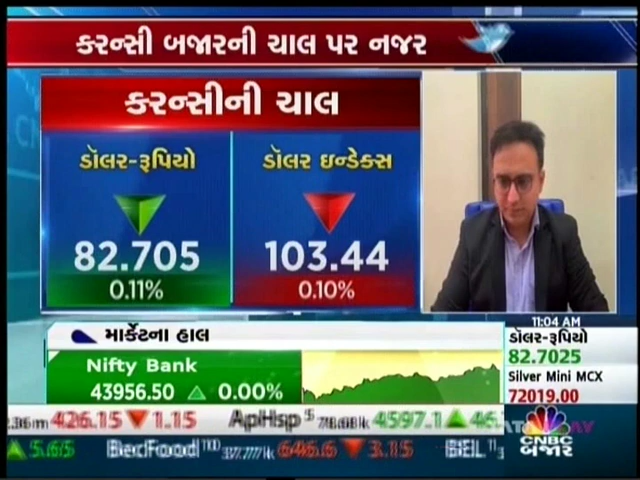 કરન્સી બજારની ચાલ પર નજર
કરન્સીની ચાલ
ડૉલર-રૂપિયો
82.705
0.11%
ડૉલર ઇન્ડેક્સ
103.44
0.10%
11:04 AM
માર્કેટના હાલ
Nifty Bank
43956.50 0.00%
ડૉલર-રૂપિયો
82.7025
Silver Mini MCX
72019.00
426.15 1.15 ApHsp 4597.1
CNBC
બજાર
5.65 BecFood 646.6 3.15 BEL